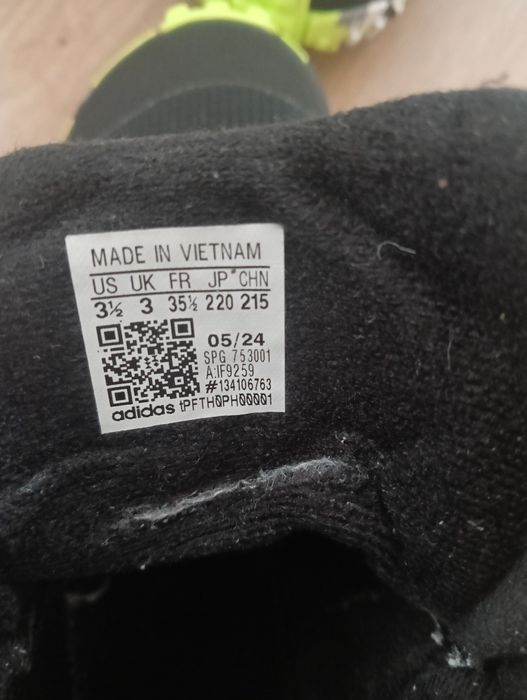 MADE IN VIETNAM
US UK FR JP CHN
3½ 3 35½ 220 215
05/24
SPG 753001
A:IF9259
#134106763
adidas tPFTH0PH00001